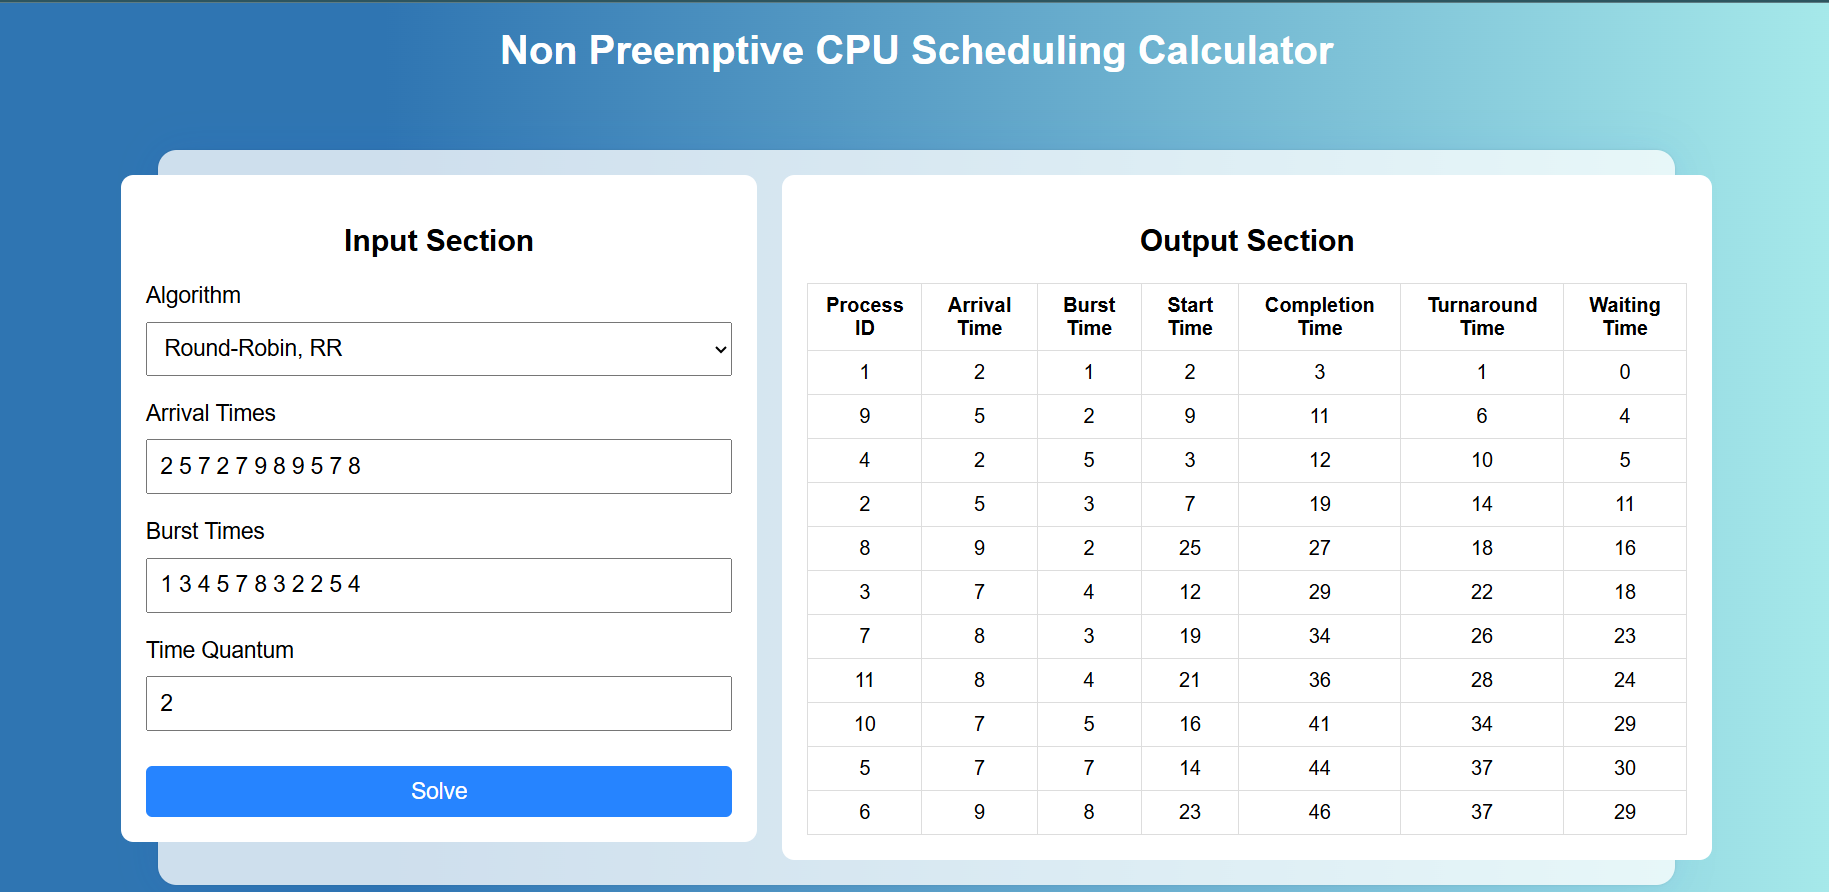 Non Preemptive CPU Scheduling Calculator
Input Section
Algorithm
Round-Robin, RR
Arrival Times
2 5 7 2 7 9 8 9 5 7 8
Burst Times
1 3 4 5 7 8 3 2 2 5 4
Time Quantum
2
Solve
Output Section
Process ID Arrival Time Burst Time Start Time Completion Time Turnaround Time Waiting Time
1 2 1 2 3 1 0
9 5 2 9 11 6 4
4 2 5 3 12 10 5
2 5 3 7 19 14 11
8 9 2 25 27 18 16
3 7 4 12 29 22 18
7 8 3 19 34 26 23
11 8 4 21 36 28 24
10 7 5 16 41 34 29
5 7 7 14 44 37 30
6 9 8 23 46 37 29